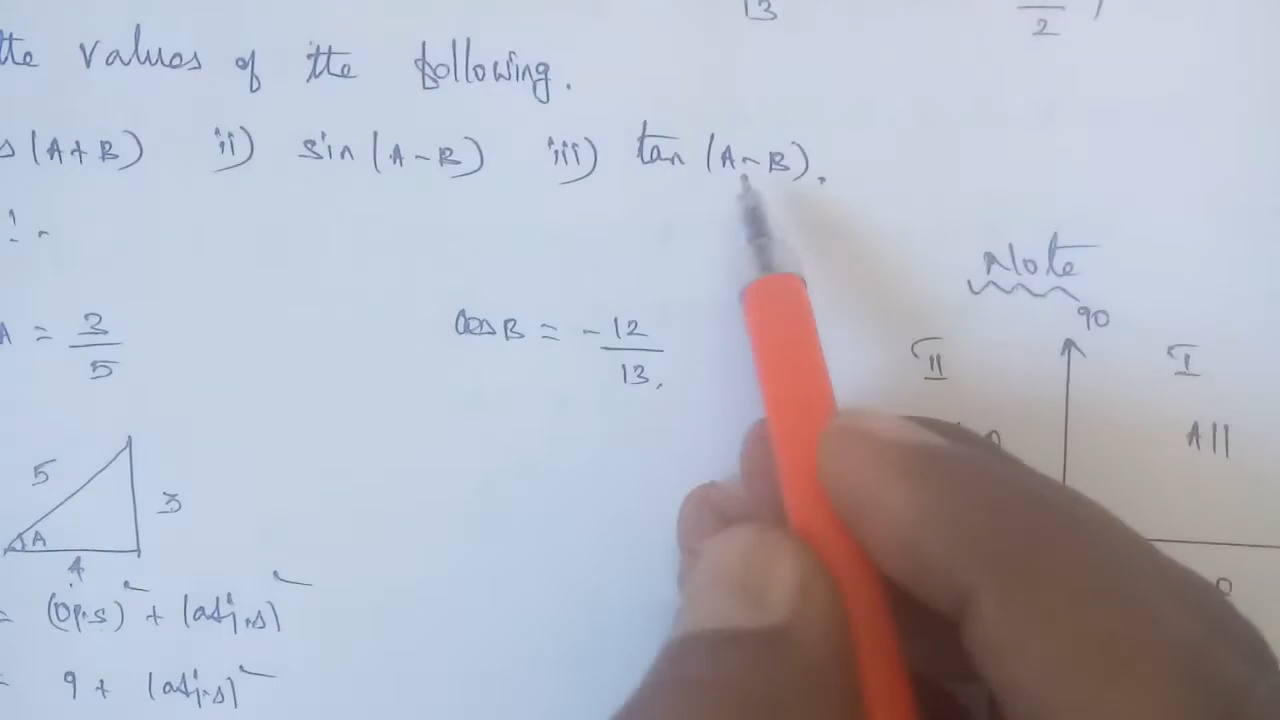 13 2 )
the values of the following.
s (A+B) ii) sin (A-B) iii) tan (A-B).
:-
Note
90
A = 3/5 cos B = -12/13.
II I
All
5 3
A
4
= (op.s)² + (adj.s)²
= 9 + (adj.s)²